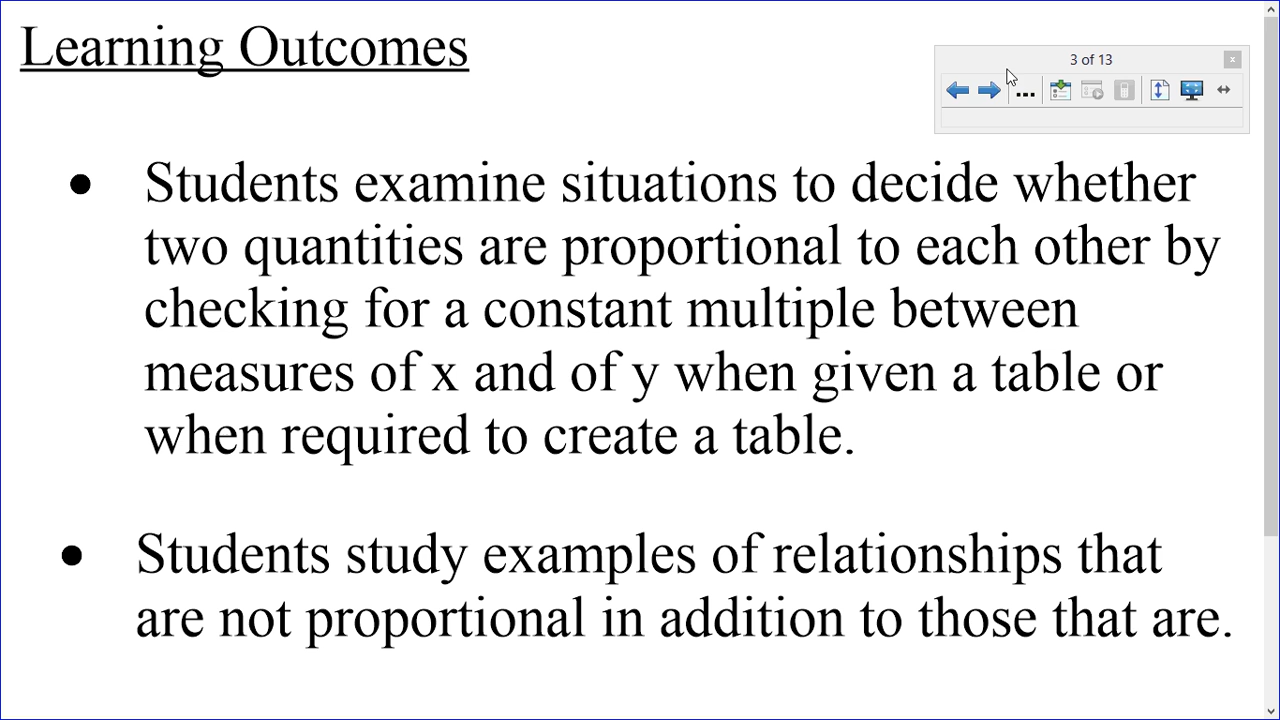 Learning Outcomes
3 of 13
• Students examine situations to decide whether
two quantities are proportional to each other by
checking for a constant multiple between
measures of x and of y when given a table or
when required to create a table.
• Students study examples of relationships that
are not proportional in addition to those that are.